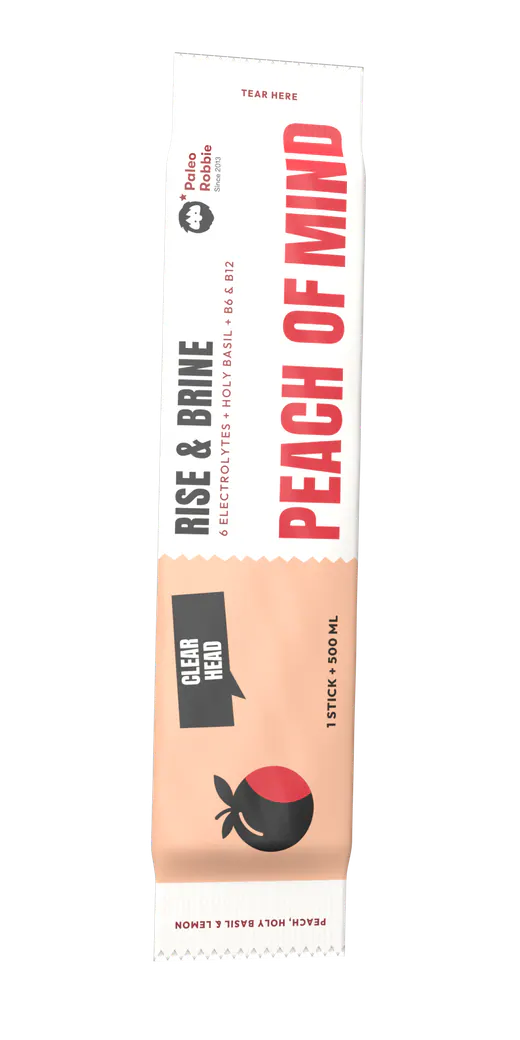 TEAR HERE
Paleo
Robbie
Since 2013
RISE & BRINE
6 ELECTROLYTES + HOLY BASIL + B6 & B12
PEACH OF MIND
CLEAR
HEAD
1 STICK + 500 ML
PEACH, HOLY BASIL & LEMON